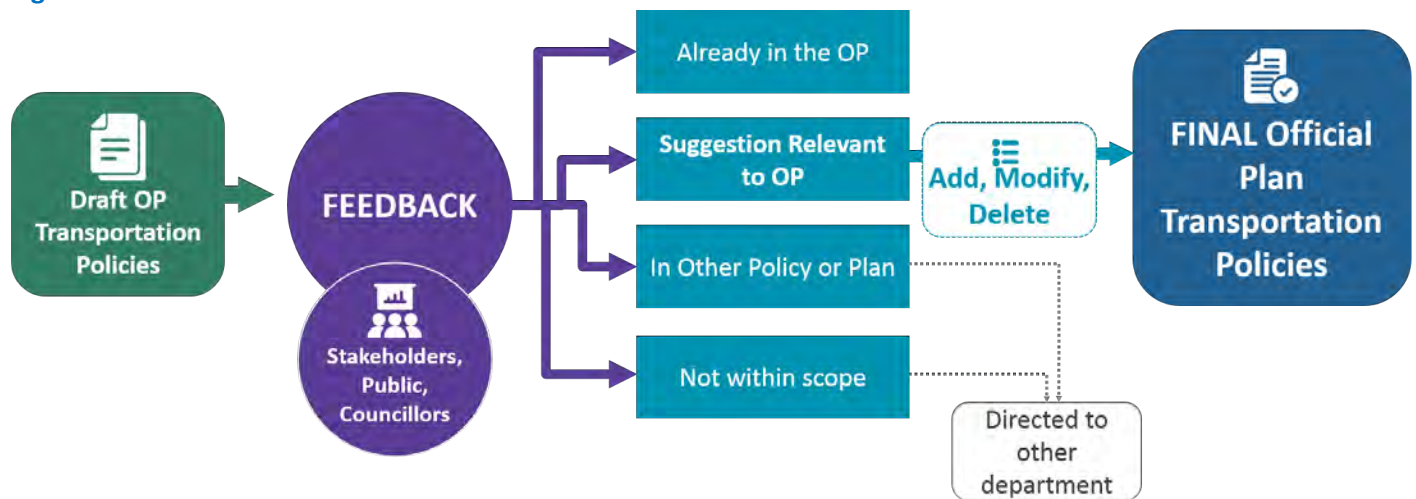 Draft OP
Transportation
Policies
FEEDBACK
Stakeholders,
Public,
Councillors
Already in the OP
Suggestion Relevant
to OP
In Other Policy or Plan
Not within scope
Add, Modify,
Delete
Directed to
other
department
FINAL Official
Plan
Transportation
Policies